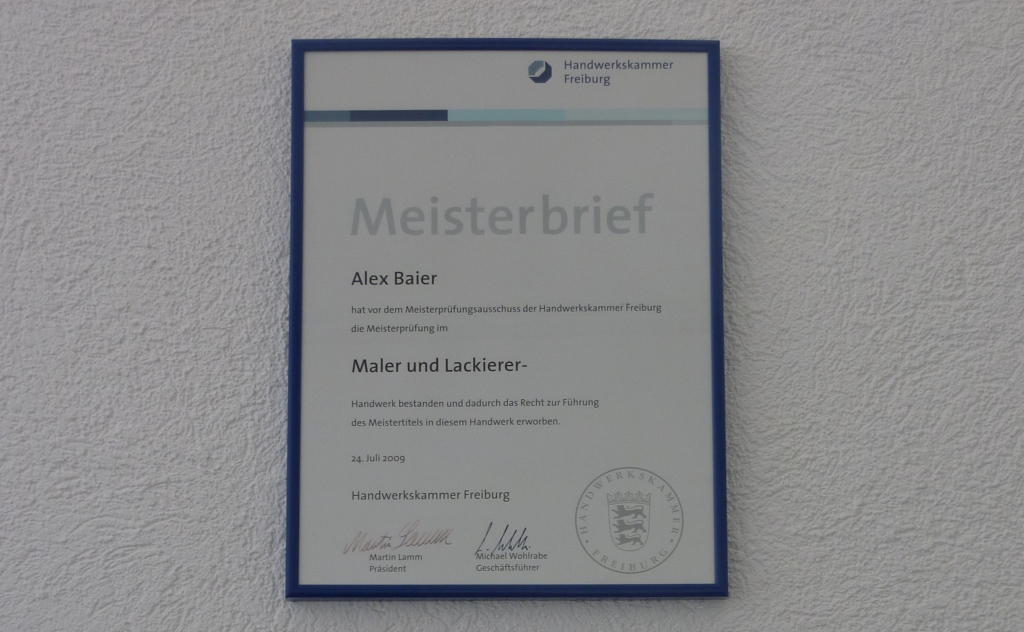 Handwerkskammer
Freiburg
Meisterbrief
Alex Baier
hat vor dem Meisterprüfungsausschuss der Handwerkskammer Freiburg
die Meisterprüfung im
Maler und Lackierer-
Handwerk bestanden und dadurch das Recht zur Führung
des Meistertitels in diesem Handwerk erworben.
24. Juli 2009
Handwerkskammer Freiburg
Martin Lamm
Martin Lamm
Präsident
Michael Wohlrabe
Geschäftsführer
HANDWERKSKAMMER
FREIBURG